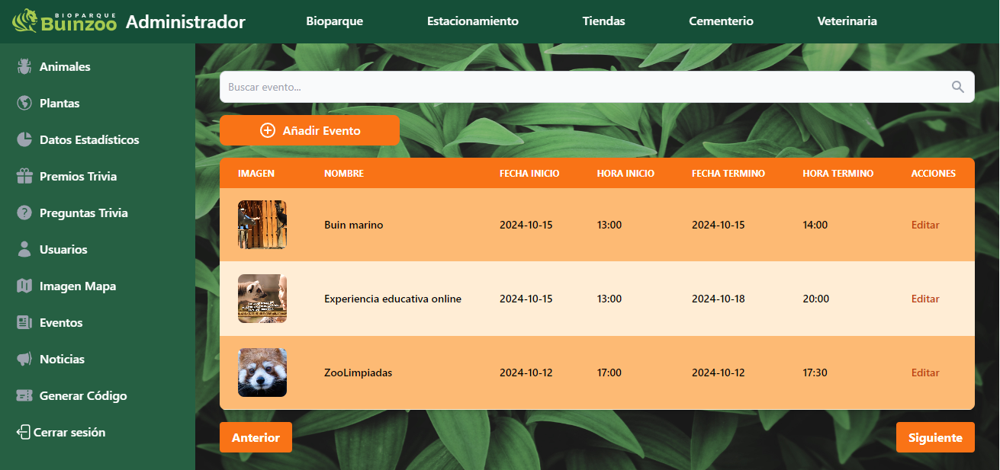 BIOPARQUE
Buinzoo Administrador Bioparque Estacionamiento Tiendas Cementerio Veterinaria
Animales
Plantas
Datos Estadísticos
Premios Trivia
Preguntas Trivia
Usuarios
Imagen Mapa
Eventos
Noticias
Generar Código
Cerrar sesión
Buscar evento...
Añadir Evento
IMAGEN NOMBRE FECHA INICIO HORA INICIO FECHA TERMINO HORA TERMINO ACCIONES
Buin marino 2024-10-15 13:00 2024-10-15 14:00 Editar
Experiencia educativa online 2024-10-15 13:00 2024-10-18 20:00 Editar
ZooLimpiadas 2024-10-12 17:00 2024-10-12 17:30 Editar
Anterior Siguiente